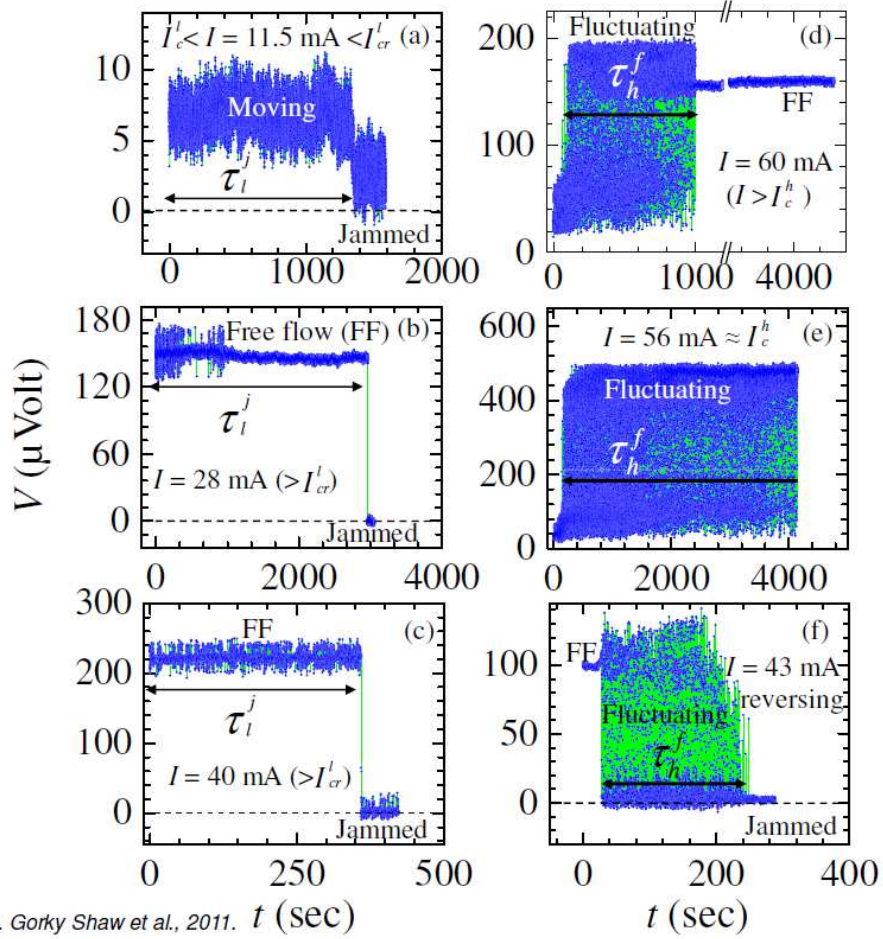 I_c^l < I = 11.5 mA < I_cr^l (a)
Moving
τ_l^j
Jammed
10
5
0
0 1000 2000
Fluctuating (d)
τ_h^f
FF
I = 60 mA
(I > I_c^h)
200
100
0
0 1000 4000
Free flow (FF) (b)
τ_l^j
I = 28 mA (> I_cr^l)
Jammed
180
120
60
0
0 2000 4000
I = 56 mA ≈ I_c^h (e)
Fluctuating
τ_h^f
600
400
200
0
0 2000 4000
FF (c)
τ_l^j
I = 40 mA (> I_cr^l)
Jammed
300
200
100
0
0 250 500
(f)
FF
I = 43 mA
reversing
Fluctuating
τ_h^f
Jammed
100
50
0
0 200 400
V (μ Volt)
. Gorky Shaw et al., 2011.
t (sec)
t (sec)